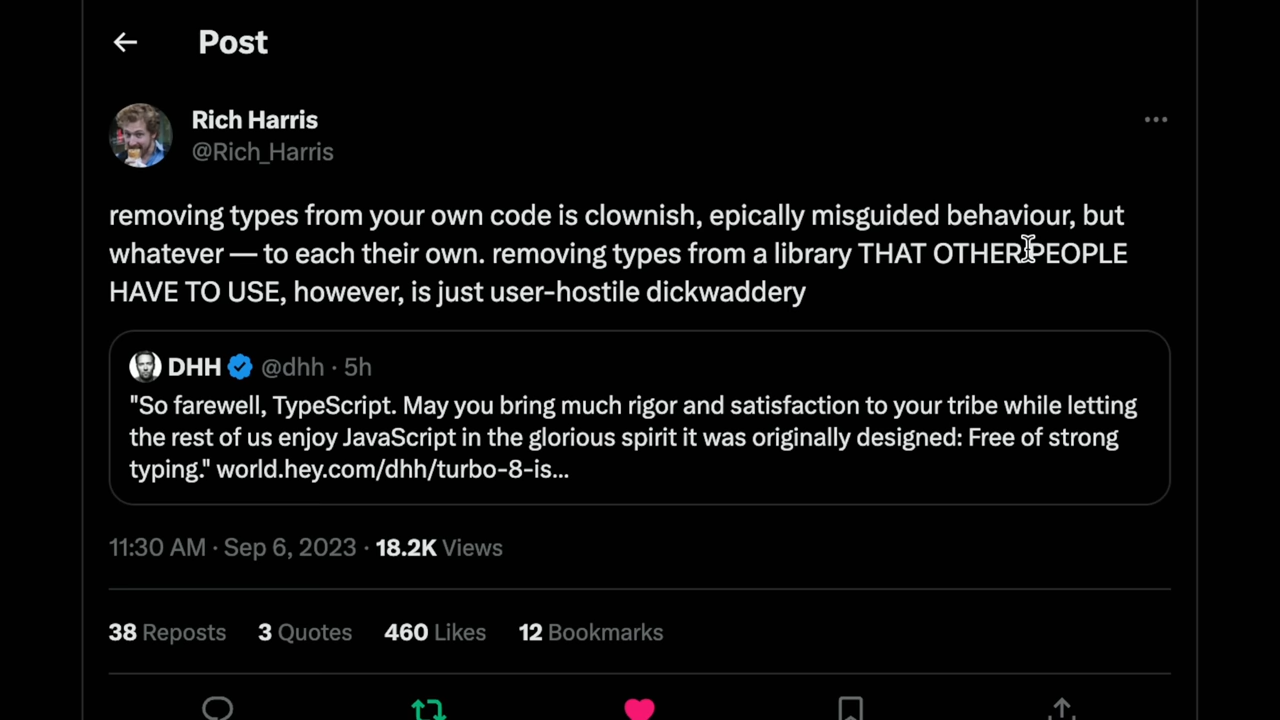 Post
Rich Harris
@Rich_Harris
removing types from your own code is clownish, epically misguided behaviour, but
whatever — to each their own. removing types from a library THAT OTHER PEOPLE
HAVE TO USE, however, is just user-hostile dickwaddery
DHH @dhh · 5h
"So farewell, TypeScript. May you bring much rigor and satisfaction to your tribe while letting
the rest of us enjoy JavaScript in the glorious spirit it was originally designed: Free of strong
typing." world.hey.com/dhh/turbo-8-is...
11:30 AM · Sep 6, 2023 · 18.2K Views
38 Reposts 3 Quotes 460 Likes 12 Bookmarks